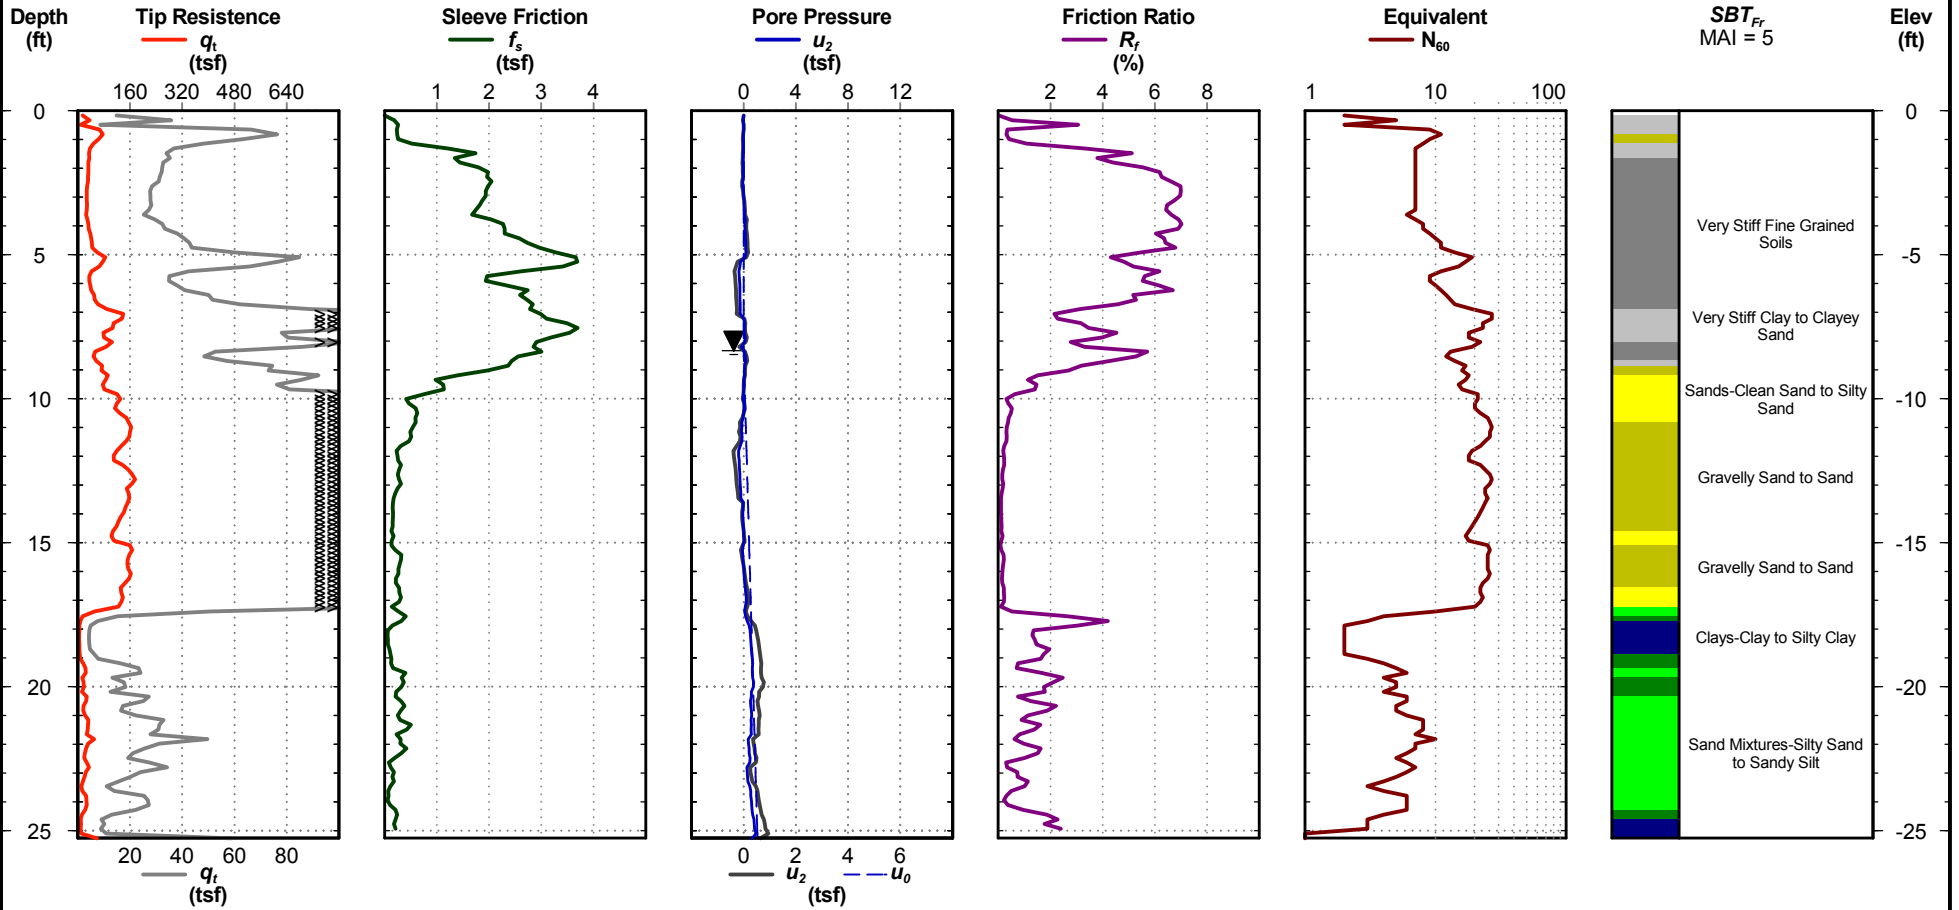 Depth
(ft)
Tip Resistance
qt
(tsf)
Sleeve Friction
fs
(tsf)
Pore Pressure
u2
(tsf)
Friction Ratio
Rf
(%)
Equivalent
N60
SBTFr
MAI = 5
Elev
(ft)
160 320 480 640
1 2 3 4
0 4 8 12
2 4 6 8
1 10 100
0
5
10
15
20
25
Very Stiff Fine Grained
Soils
Very Stiff Clay to Clayey
Sand
Sands-Clean Sand to Silty
Sand
Gravelly Sand to Sand
Gravelly Sand to Sand
Clays-Clay to Silty Clay
Sand Mixtures-Silty Sand
to Sandy Silt
0
-5
-10
-15
-20
-25
20 40 60 80
qt
(tsf)
0 2 4 6
u2 u0
(tsf)